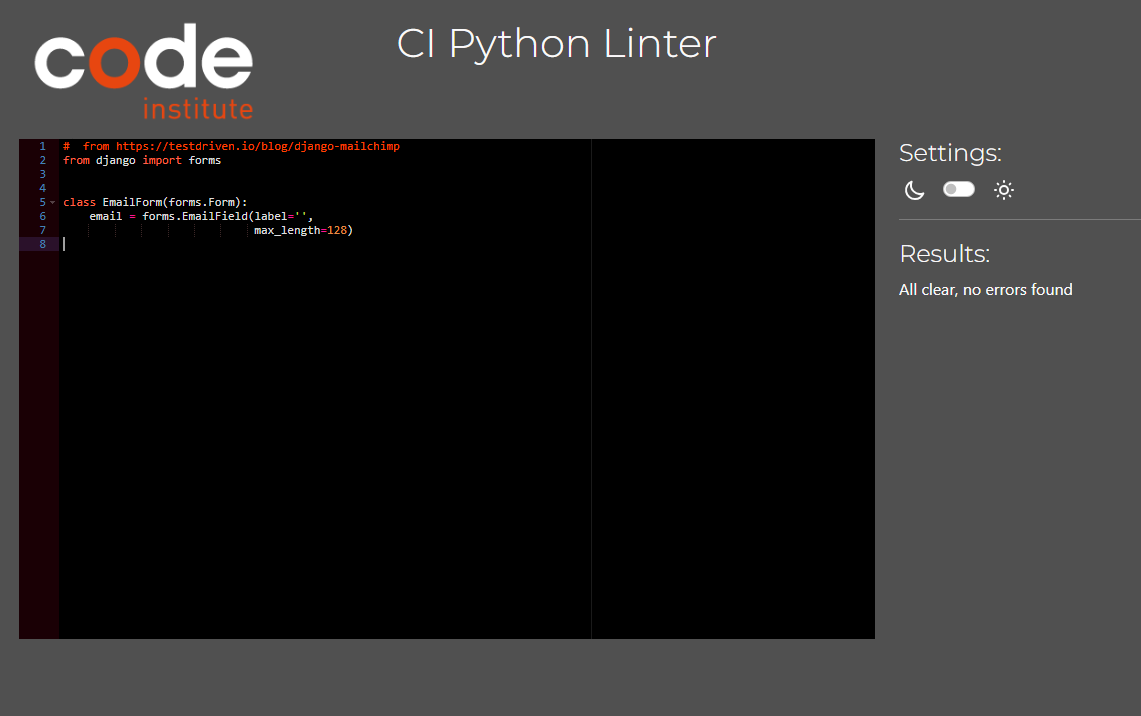 code
institute
CI Python Linter
1 # from https://testdriven.io/blog/django-mailchimp
2 from django import forms
3
4
5 class EmailForm(forms.Form):
6     email = forms.EmailField(label='',
7                              max_length=128)
8
Settings:
Results:
All clear, no errors found